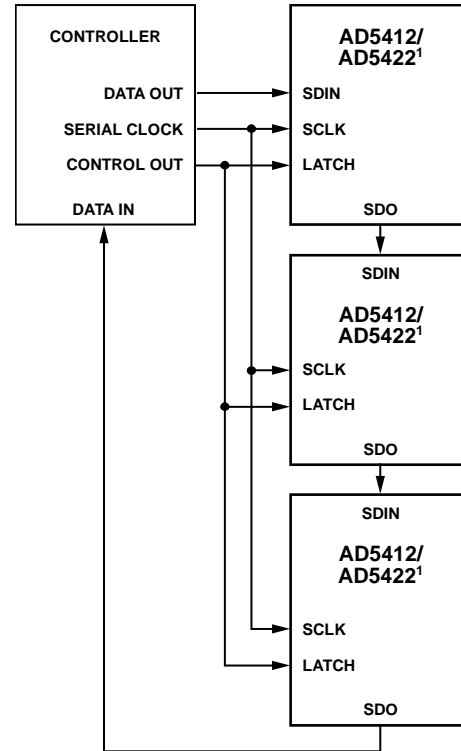 CONTROLLER
DATA OUT
SERIAL CLOCK
CONTROL OUT
DATA IN
AD5412/
AD5422¹
SDIN
SCLK
LATCH
SDO
SDIN
AD5412/
AD5422¹
SCLK
LATCH
SDO
SDIN
AD5412/
AD5422¹
SCLK
LATCH
SDO